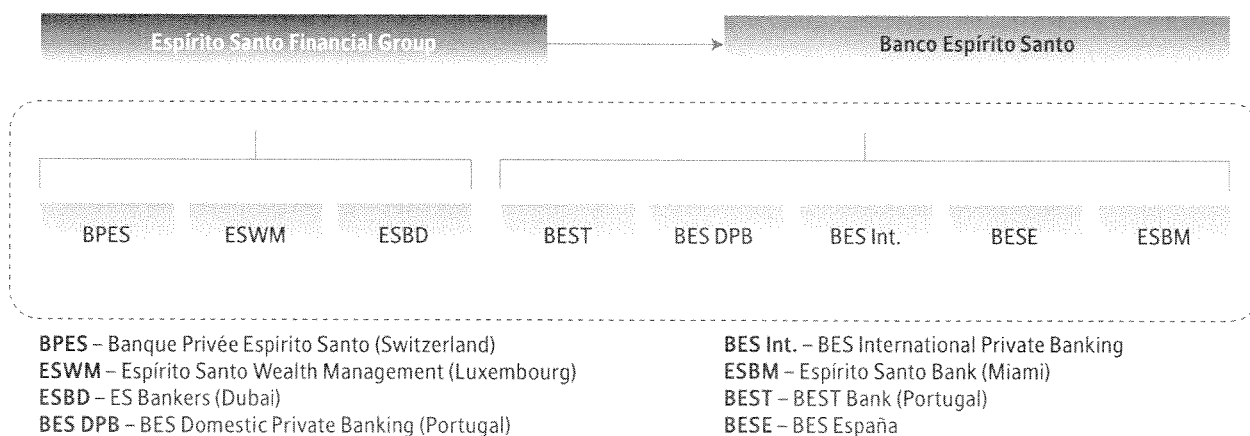 Espírito Santo Financial Group
Banco Espírito Santo
BPES
ESWM
ESBD
BEST
BES DPB
BES Int.
BESE
ESBM
BPES – Banque Privée Espírito Santo (Switzerland)
ESWM – Espírito Santo Wealth Management (Luxembourg)
ESBD – ES Bankers (Dubai)
BES DPB – BES Domestic Private Banking (Portugal)
BES Int. – BES International Private Banking
ESBM – Espírito Santo Bank (Miami)
BEST – BEST Bank (Portugal)
BESE – BES España